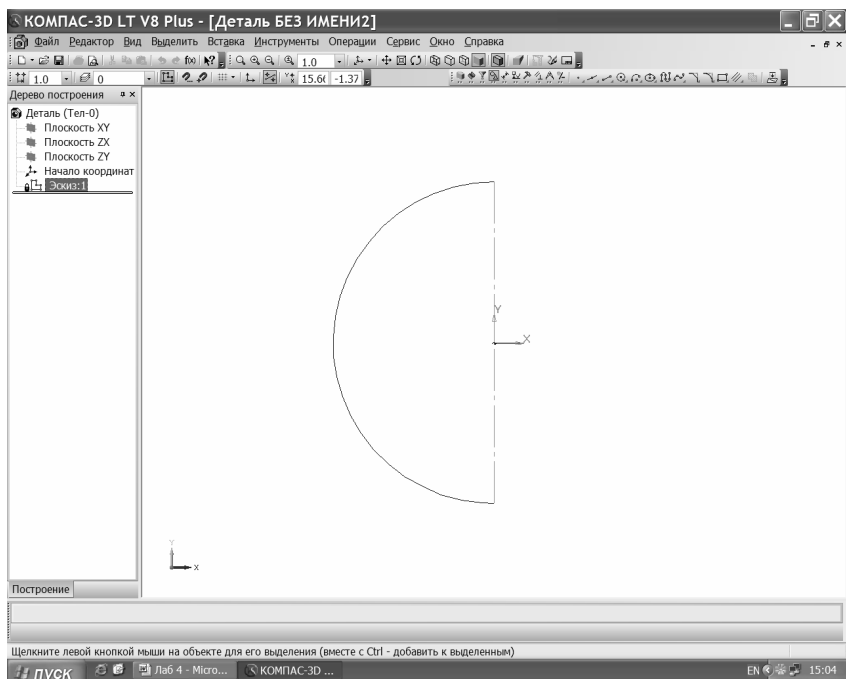 КОМПАС-3D LT V8 Plus - [Деталь БЕЗ ИМЕНИ2]
Файл Редактор Вид Выделить Вставка Инструменты Операции Сервис Окно Справка
f(x) 1.0
1.0 0 15.6( -1.37
Дерево построения
Деталь (Тел-0)
Плоскость XY
Плоскость ZX
Плоскость ZY
Начало координат
Эскиз:1
Y
X
Y
X
Построение
Щелкните левой кнопкой мыши на объекте для его выделения (вместе с Ctrl - добавить к выделенным)
пуск Лаб 4 - Micro... КОМПАС-3D ... EN 15:04